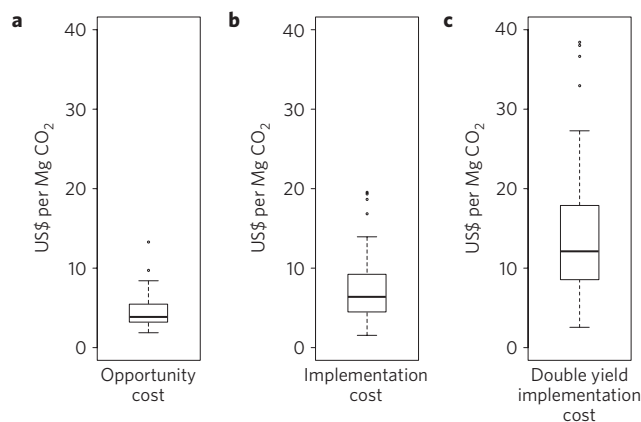 a
US$ per Mg CO₂
40
30
20
10
0
Opportunity
cost
b
US$ per Mg CO₂
40
30
20
10
0
Implementation
cost
c
US$ per Mg CO₂
40
30
20
10
0
Double yield
implementation
cost